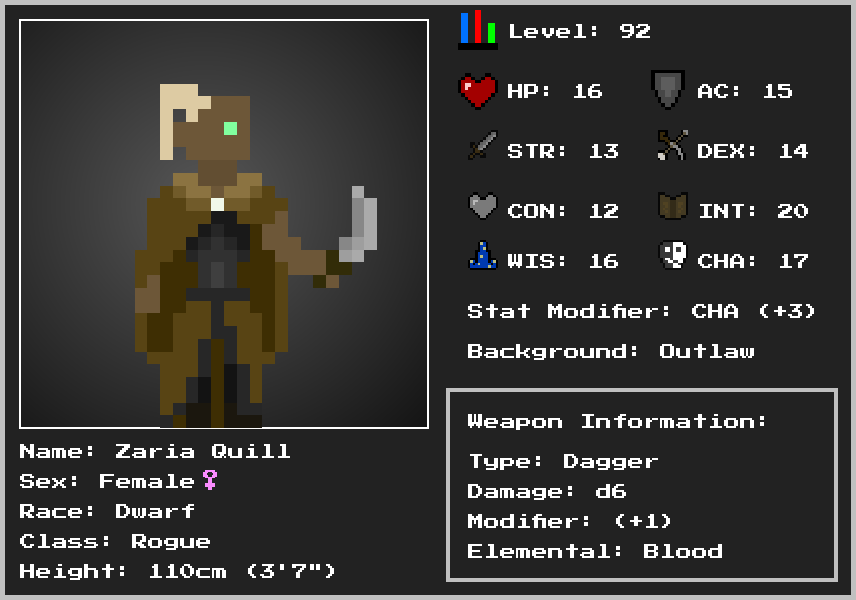 Level: 92
HP: 16 AC: 15
STR: 13 DEX: 14
CON: 12 INT: 20
WIS: 16 CHA: 17
Stat Modifier: CHA (+3)
Background: Outlaw
Weapon Information:
Type: Dagger
Damage: d6
Modifier: (+1)
Elemental: Blood
Name: Zaria Quill
Sex: Female♀
Race: Dwarf
Class: Rogue
Height: 110cm (3'7")